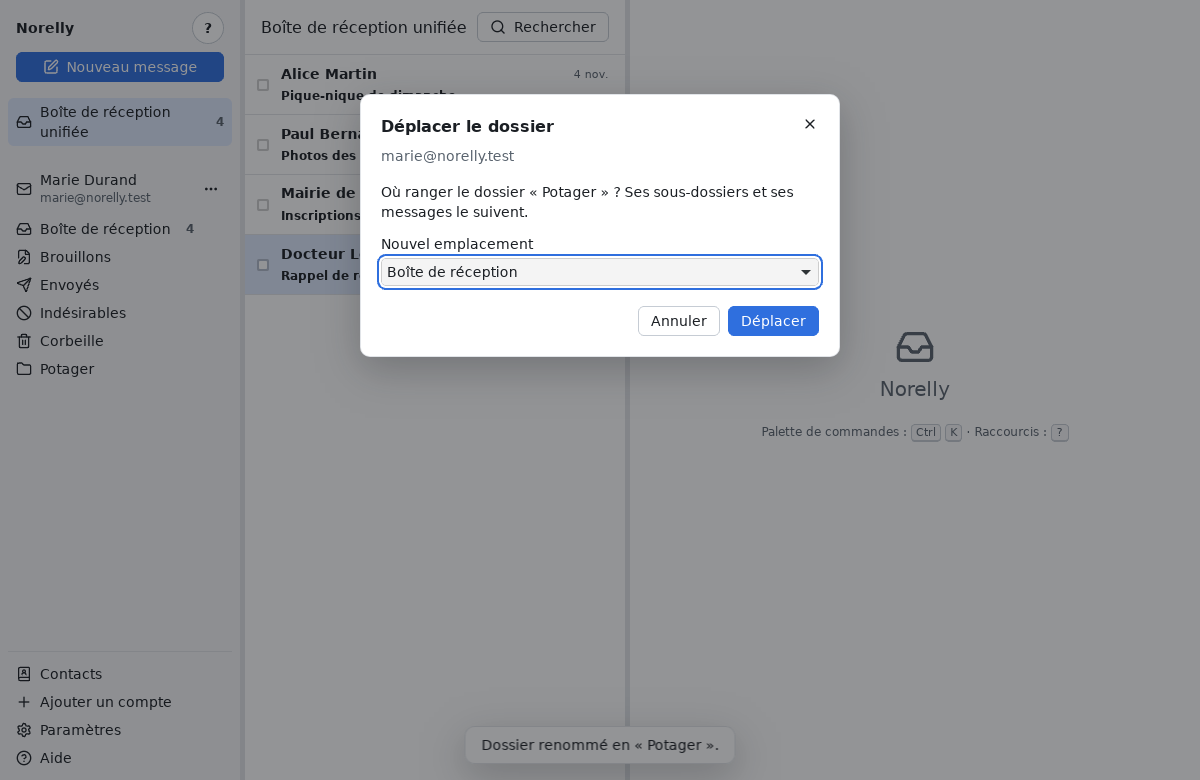 Norelly
?
Nouveau message
Boîte de réception
unifiée
4
Marie Durand
marie@norelly.test
Boîte de réception 4
Brouillons
Envoyés
Indésirables
Corbeille
Potager
Contacts
Ajouter un compte
Paramètres
Aide
Boîte de réception unifiée
Rechercher
Alice Martin 4 nov.
Pique-nique de dimanche
Paul
Photos des
Mairie de
Inscriptions
Docteur
Rappel de
Déplacer le dossier
marie@norelly.test
Où ranger le dossier « Potager » ? Ses sous-dossiers et ses
messages le suivent.
Nouvel emplacement
Boîte de réception
Annuler Déplacer
Norelly
Palette de commandes : Ctrl K · Raccourcis : ?
Dossier renommé en « Potager ».